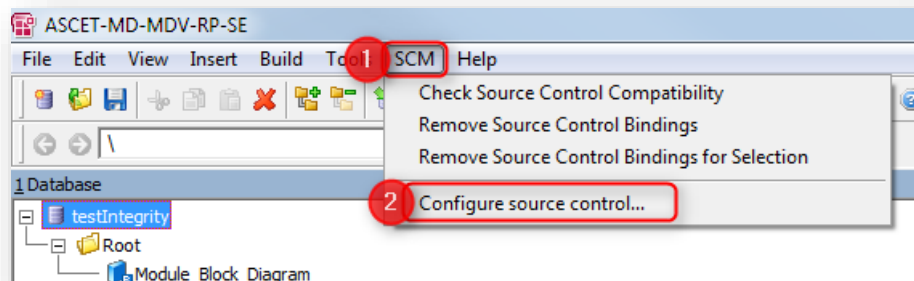 ASCET-MD-MDV-RP-SE
File Edit View Insert Build Tools SCM Help
1
Check Source Control Compatibility
Remove Source Control Bindings
Remove Source Control Bindings for Selection
\
1 Database
2
Configure source control...
testIntegrity
Root
Module_Block_Diagram